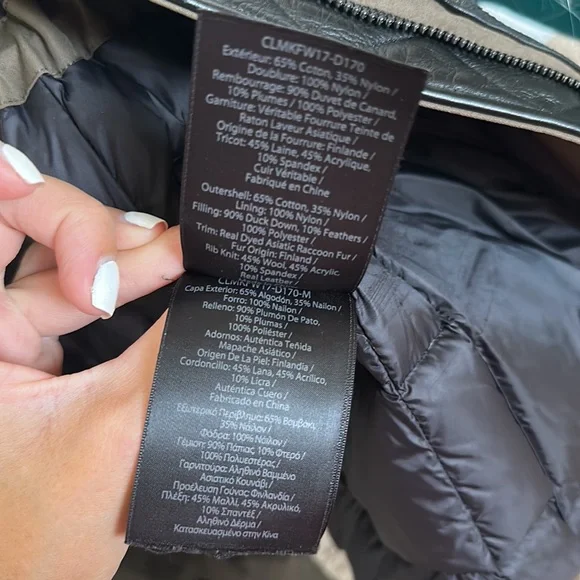 CLMKFW17-D170
Extérieur: 65% Cotton, 35% Nylon /
Doublure: 100% Nylon /
Rembourrage: 90% Duvet de Canard,
10% Plumes / 100% Polyester /
Garniture: Véritable Fourrure Teinte de
Raton Laveur Asiatique /
Origine de la Fourrure: Finlande /
Tricot: 45% Laine, 45% Acrylique,
10% Spandex /
Cuir Véritable /
Fabriqué en Chine
Outershell: 65% Cotton, 35% Nylon /
Lining: 100% Nylon /
Filling: 90% Duck Down, 10% Feathers /
100% Polyester /
Trim: Real Dyed Asiatic Raccoon Fur /
Fur Origin: Finland /
Rib Knit: 45% Wool, 45% Acrylic.
10% Spandex /
Real Leather /
CLMKFW17-D170-M
Capa Exterior: 65% Algodón, 35% Nailon /
Forro: 100% Nailon /
Relleno: 90% Plumón De Pato,
10% Plumas /
100% Poliéster /
Adornos: Auténtica Teñida
Mapache Asiático /
Origen De La Piel: Finlandia /
Cordoncillo: 45% Lana, 45% Acrílico,
10% Licra /
Auténtica Cuero /
Fabricado en China
Εξωτερικό Περίβλημα: 65% Βαμβάκι,
35% Νάυλον /
Φόδρα: 100% Νάυλον /
Γέμιση: 90% Πάπιας 10% Φτερό /
100% Πολυεστέρας /
Γαρνιτούρα: Αληθινό Βαμμένο
Ασιατικό Κουνάβι /
Προέλευση Γούνας: Φινλανδία /
Πλέξη: 45% Μαλλί, 45% Ακρυλικό,
10% Σπαντέξ /
Αληθινό Δέρμα /
Κατασκευασμένο στην Κίνα